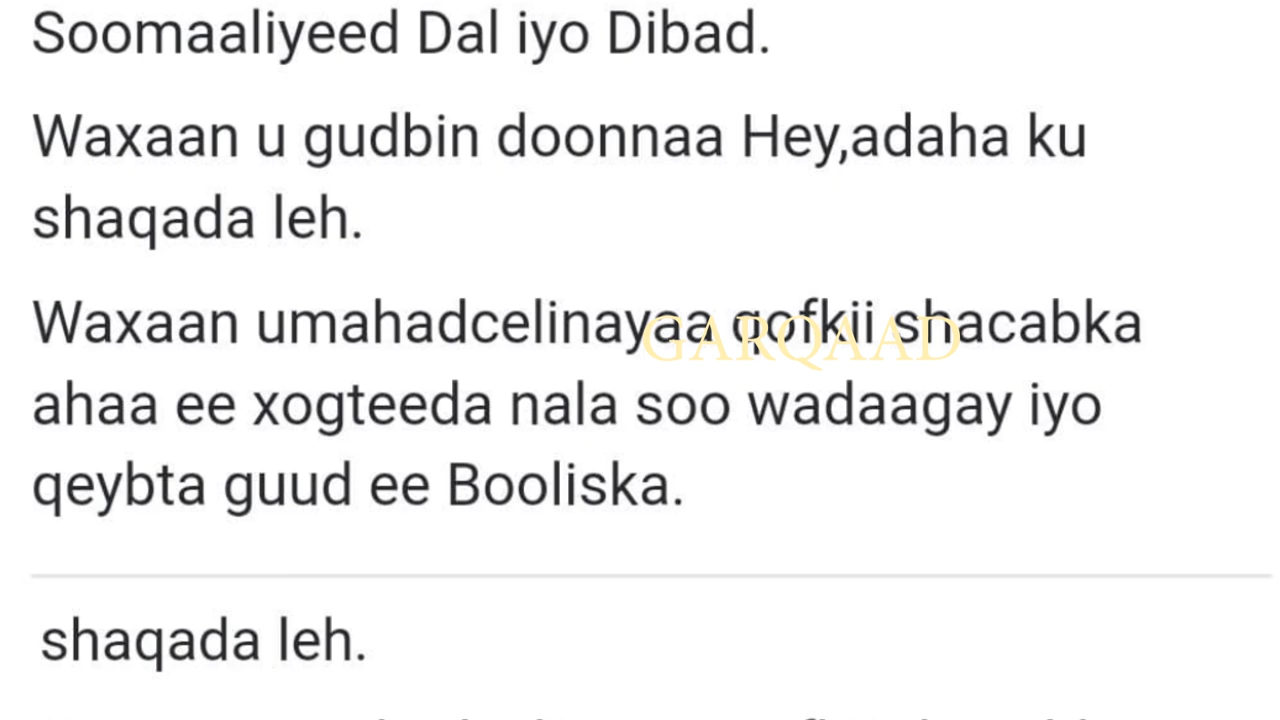 Soomaaliyeed Dal iyo Dibad.
Waxaan u gudbin doonnaa Hey,adaha ku
shaqada leh.
Waxaan umahadcelinayaa qofkii shacabka
GARQAAD
ahaa ee xogteeda nala soo wadaagay iyo
qeybta guud ee Booliska.
shaqada leh.